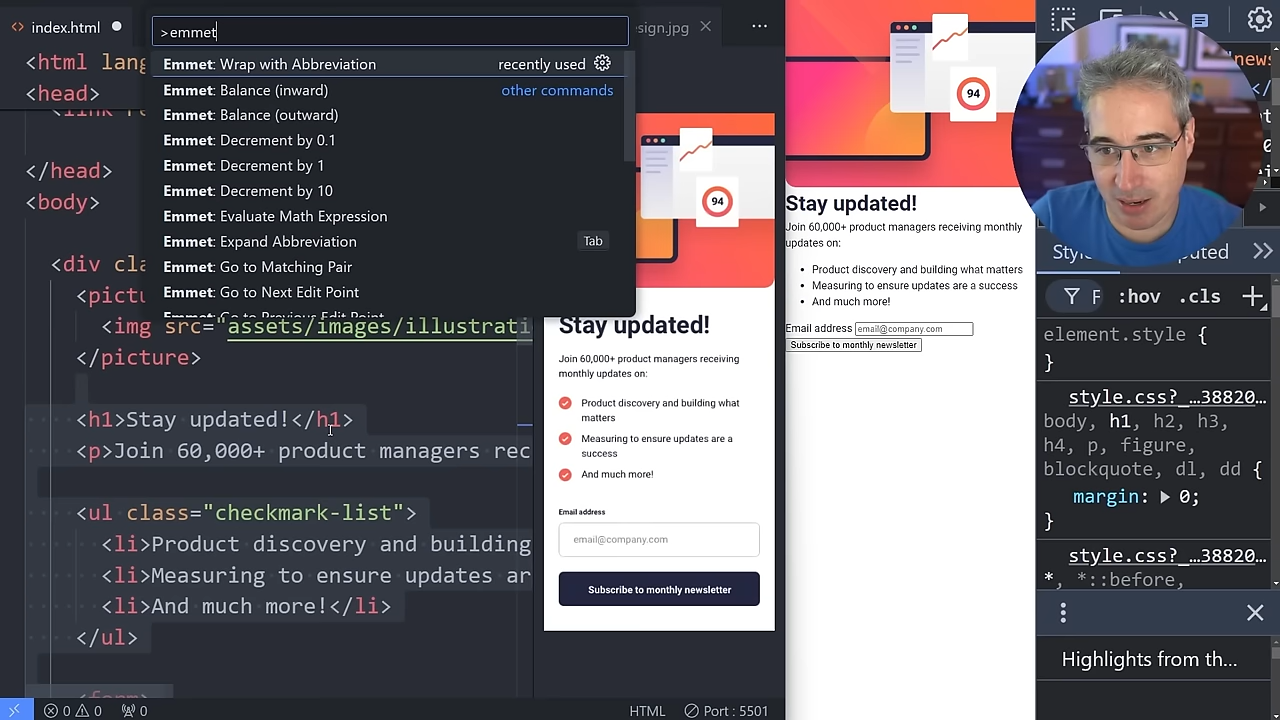 index.html
esign.jpg
>emmet
Emmet: Wrap with Abbreviation
recently used
Emmet: Balance (inward)
other commands
Emmet: Balance (outward)
Emmet: Decrement by 0.1
Emmet: Decrement by 1
Emmet: Decrement by 10
Emmet: Evaluate Math Expression
Emmet: Expand Abbreviation
Tab
Emmet: Go to Matching Pair
Emmet: Go to Next Edit Point
Emmet: Go to Previous Edit Point
<html lang
<head>
</head>
<body>
<div cla
<pictu
<img src="assets/images/illustrati
</picture>
<h1>Stay updated!</h1>
<p>Join 60,000+ product managers rec
<ul class="checkmark-list">
<li>Product discovery and building
<li>Measuring to ensure updates ar
<li>And much more!</li>
</ul>
<form>
0
0
0
HTML
Port : 5501
94
Stay updated!
Join 60,000+ product managers receiving
monthly updates on:
Product discovery and building what
matters
Measuring to ensure updates are a
success
And much more!
Email address
email@company.com
Subscribe to monthly newsletter
94
Stay updated!
Join 60,000+ product managers receiving monthly
updates on:
Product discovery and building what matters
Measuring to ensure updates are a success
And much more!
Email address
email@company.com
Subscribe to monthly newsletter
F
:hov
.cls
element.style {
}
style.css?_…38820…
body, h1, h2, h3,
h4, p, figure,
blockquote, dl, dd {
margin: 0;
}
style.css?_…38820…
*, *::before,
Highlights from th...